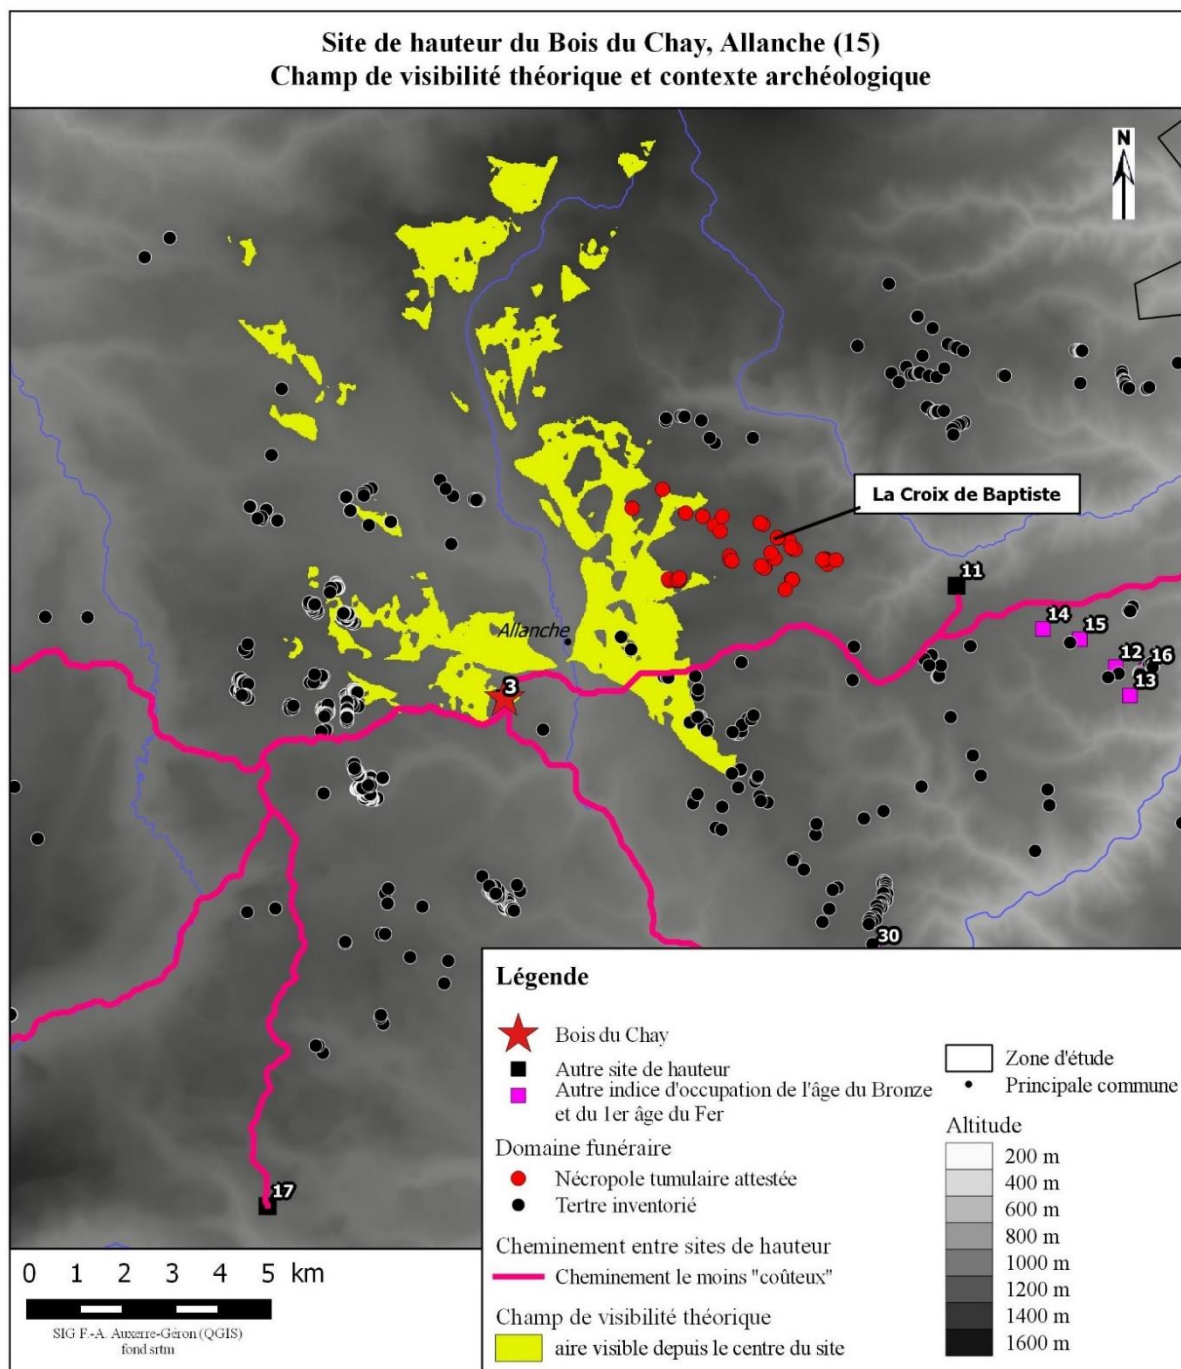 Site de hauteur du Bois du Chay, Allanche (15)
Champ de visibilité théorique et contexte archéologique
N
La Croix de Baptiste
11
14
15
12
16
13
Allanche
3
30
17
Légende
Bois du Chay
Autre site de hauteur
Autre indice d'occupation de l'âge du Bronze
et du 1er âge du Fer
Domaine funéraire
Nécropole tumulaire attestée
Tertre inventorié
Cheminement entre sites de hauteur
Cheminement le moins "coûteux"
Champ de visibilité théorique
aire visible depuis le centre du site
Zone d'étude
Principale commune
Altitude
200 m
400 m
600 m
800 m
1000 m
1200 m
1400 m
1600 m
0 1 2 3 4 5 km
SIG F.-A. Auxerre-Géron (QGIS)
fond srtm